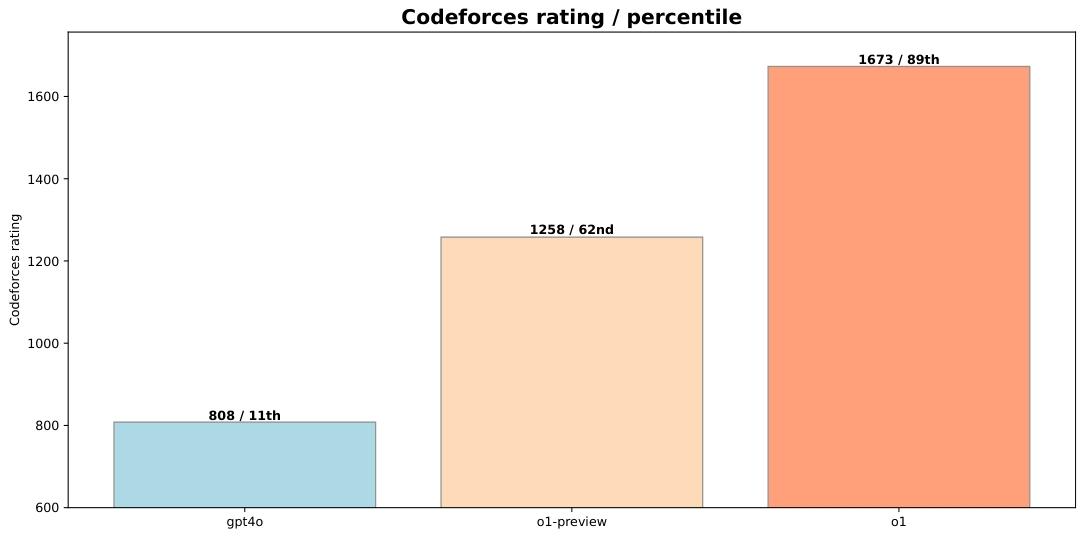 Codeforces rating / percentile
1673 / 89th
1600
1400
1258 / 62nd
1200
Codeforces rating
1000
808 / 11th
800
600
gpt4o
o1-preview
o1